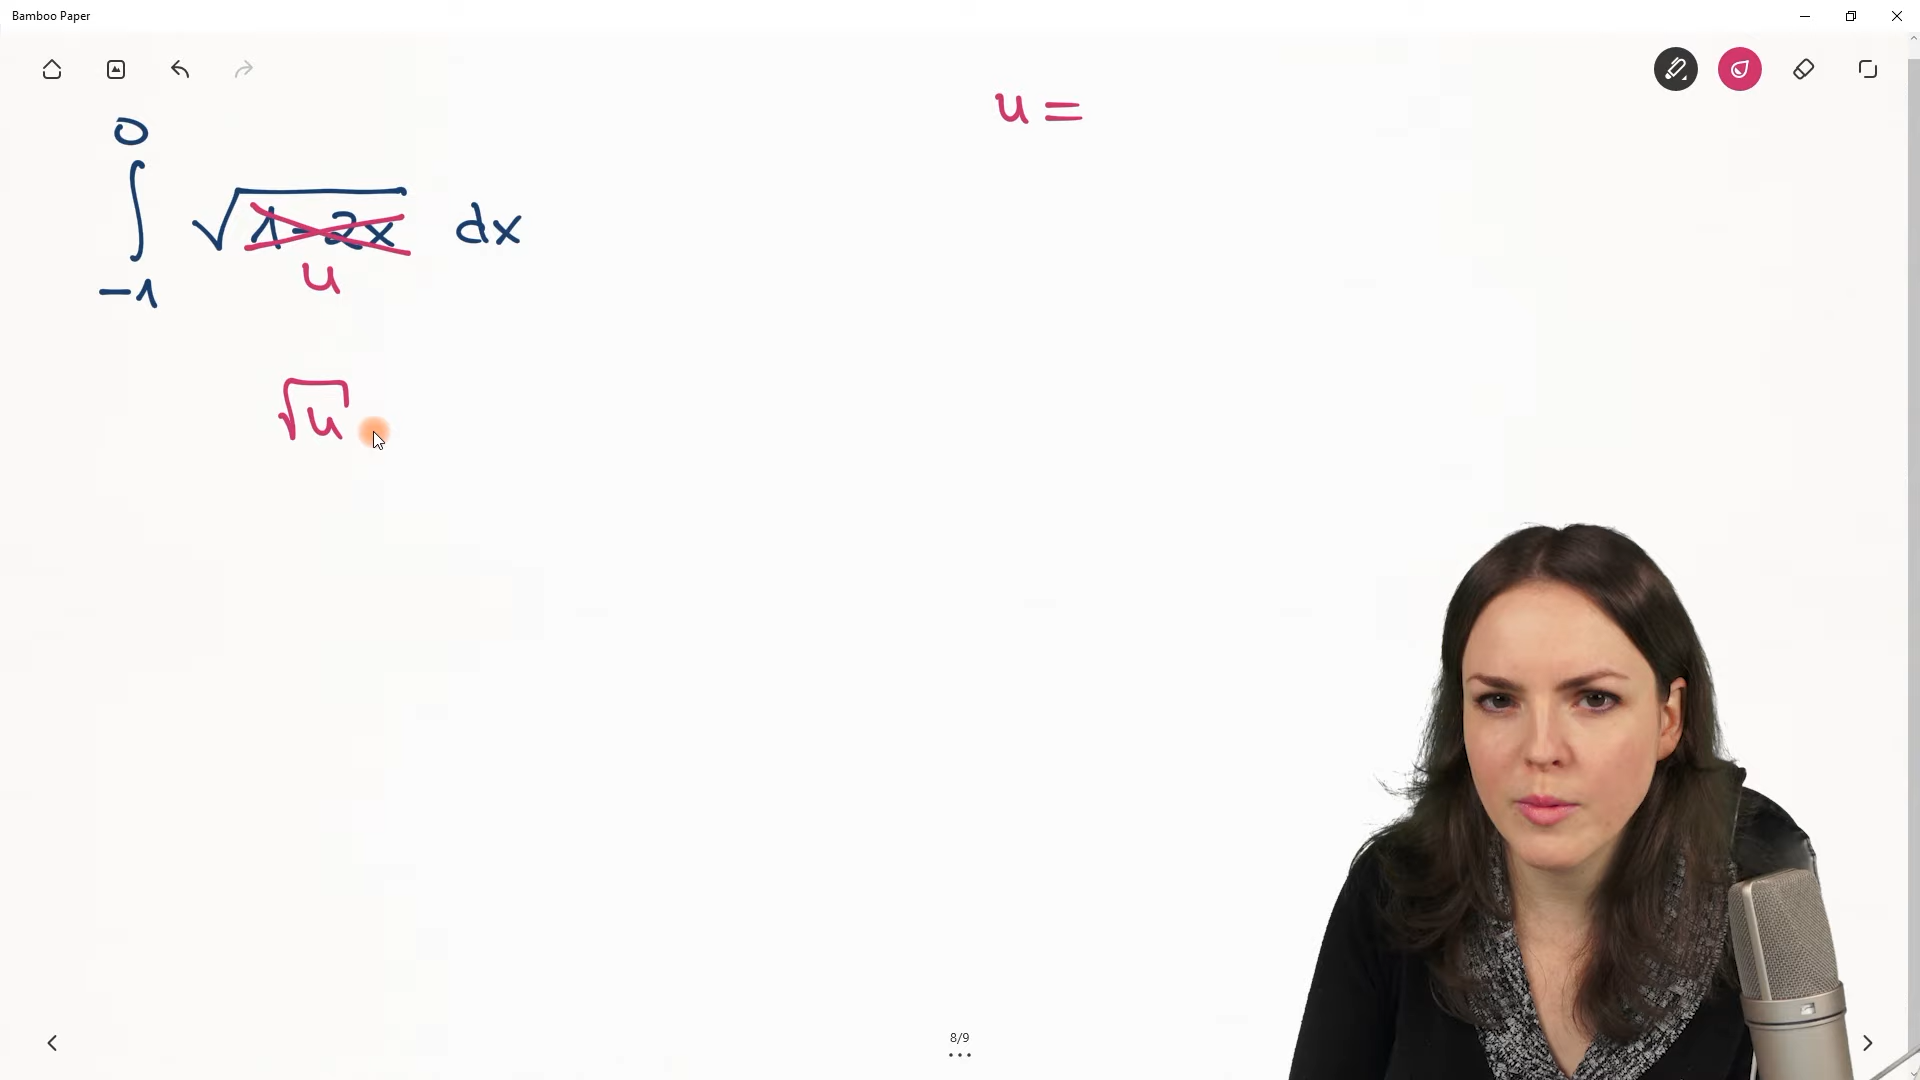 Bamboo Paper
u =
0
∫ √1-2x dx
u
-1
√u
8/9